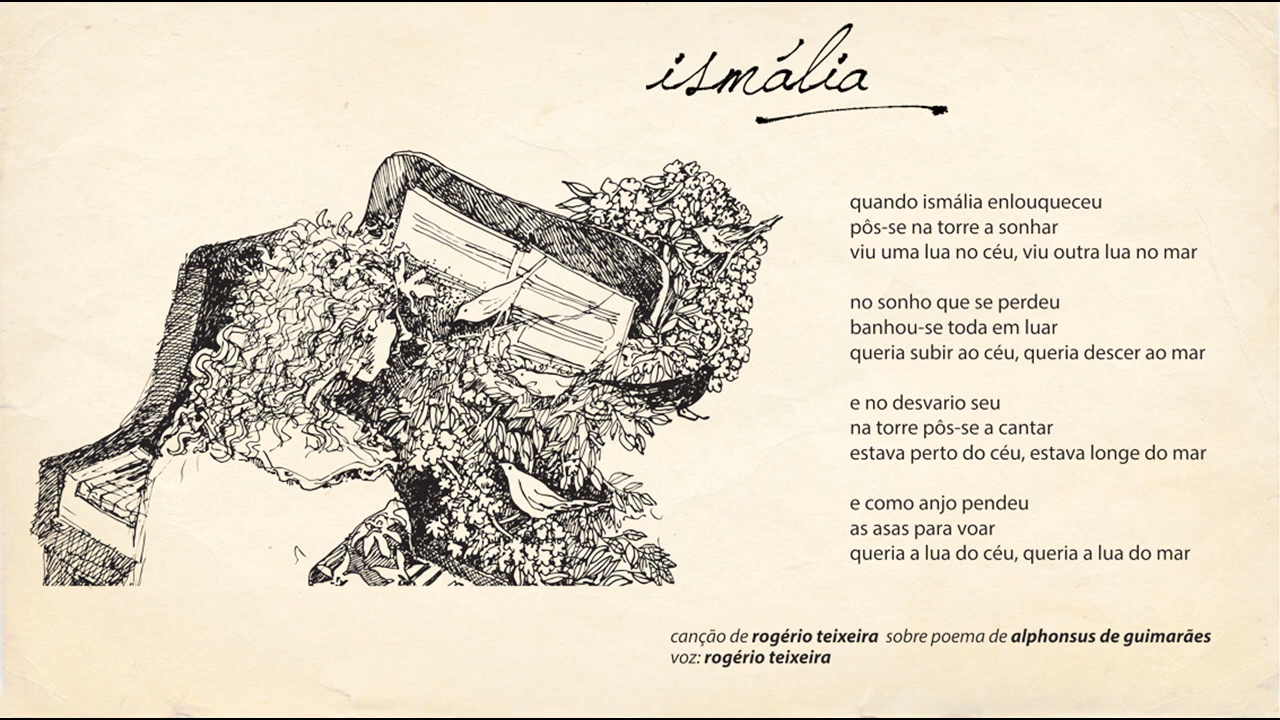 ismália
quando ismália enlouqueceu
pôs-se na torre a sonhar
viu uma lua no céu, viu outra lua no mar
no sonho que se perdeu
banhou-se toda em luar
queria subir ao céu, queria descer ao mar
e no desvario seu
na torre pôs-se a cantar
estava perto do céu, estava longe do mar
e como anjo pendeu
as asas para voar
queria a lua do céu, queria a lua do mar
canção de rogério teixeira sobre poema de alphonsus de guimarães
voz: rogério teixeira